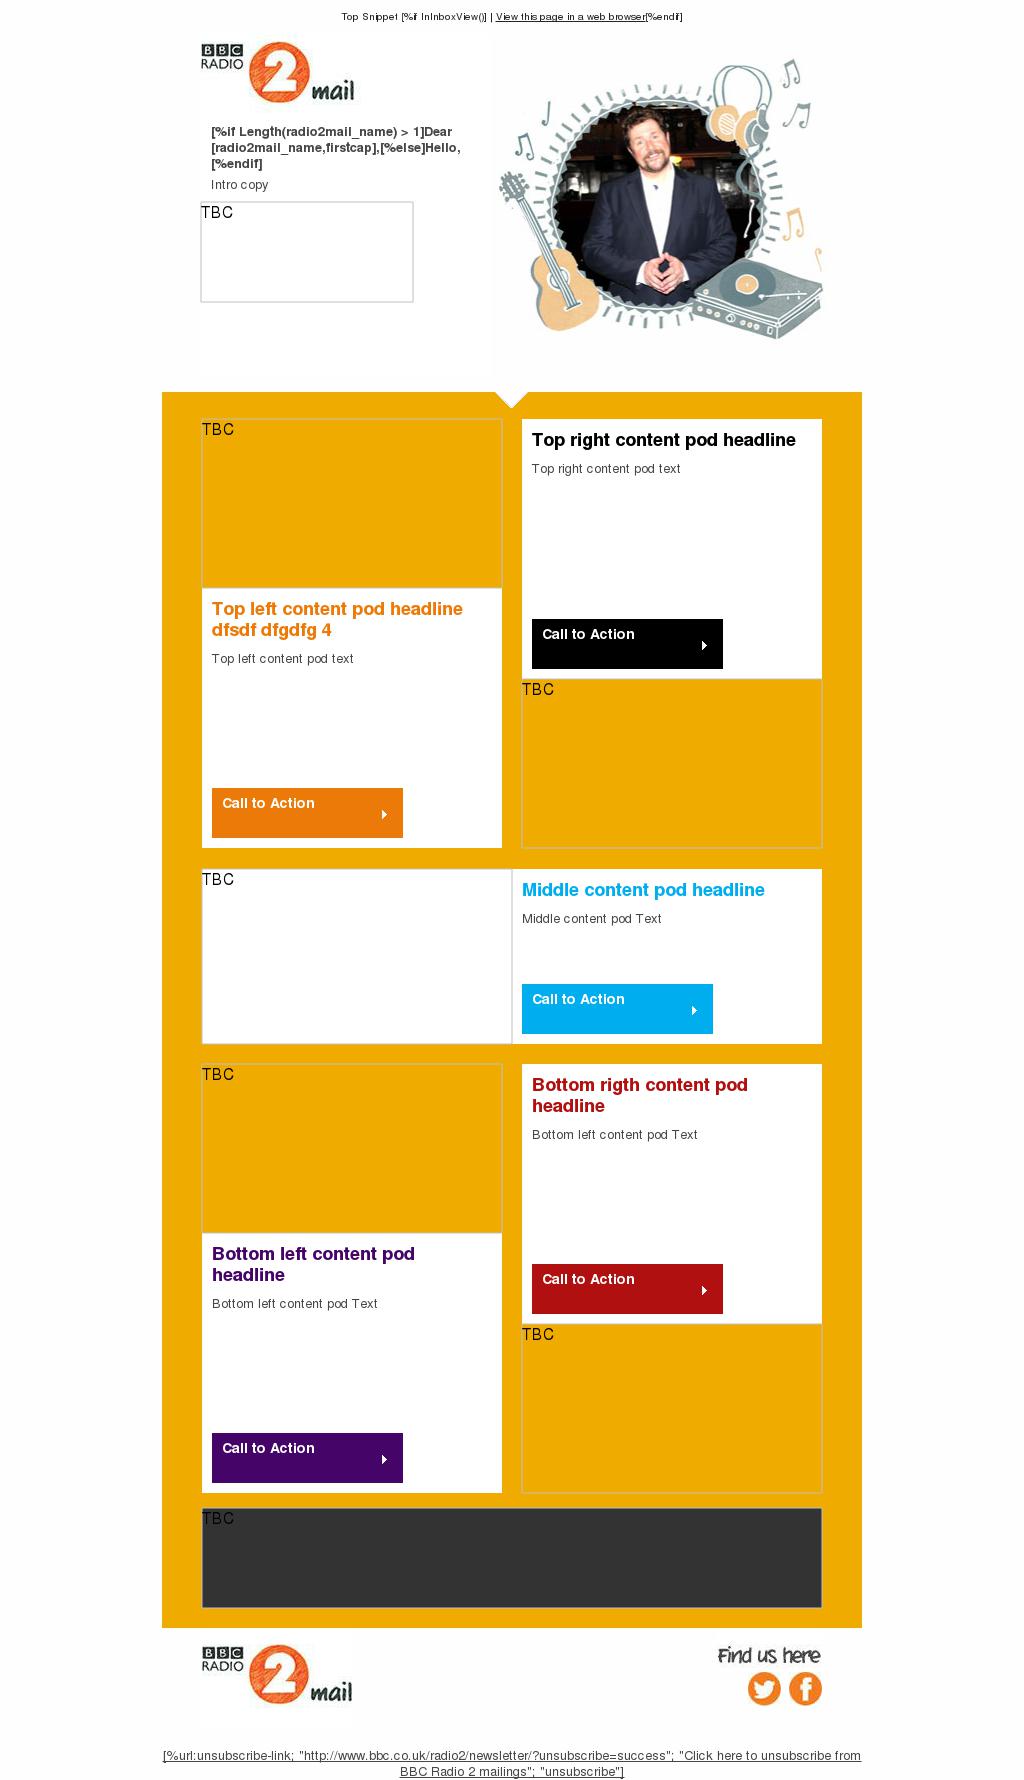 Top Snippet [%if InInboxView()] | View this page in a web browser[%endif]
BBC
RADIO 2 mail
[%if Length(radio2mail_name) > 1]Dear
[radio2mail_name,firstcap],[%else]Hello,
[%endif]
Intro copy
TBC
TBC
Top left content pod headline
dfsdf dfgdfg 4
Top left content pod text
Call to Action
Top right content pod headline
Top right content pod text
Call to Action
TBC
TBC
Middle content pod headline
Middle content pod Text
Call to Action
TBC
Bottom left content pod
headline
Bottom left content pod Text
Call to Action
Bottom rigth content pod
headline
Bottom left content pod Text
Call to Action
TBC
TBC
BBC
RADIO 2 mail
Find us here
[%url:unsubscribe-link; "http://www.bbc.co.uk/radio2/newsletter/?unsubscribe=success"; "Click here to unsubscribe from
BBC Radio 2 mailings"; "unsubscribe"]